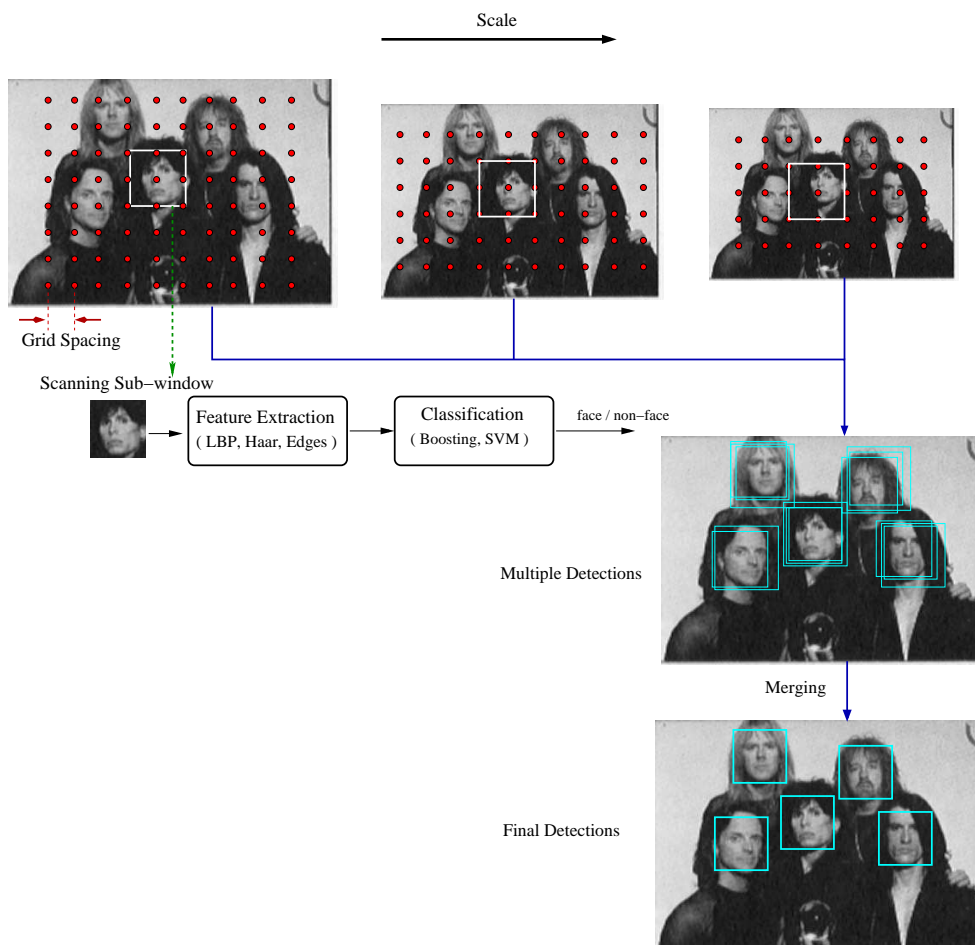 Scale
Grid Spacing
Scanning Sub−window
Feature Extraction
( LBP, Haar, Edges )
Classification
( Boosting, SVM )
face / non−face
Multiple Detections
Merging
Final Detections